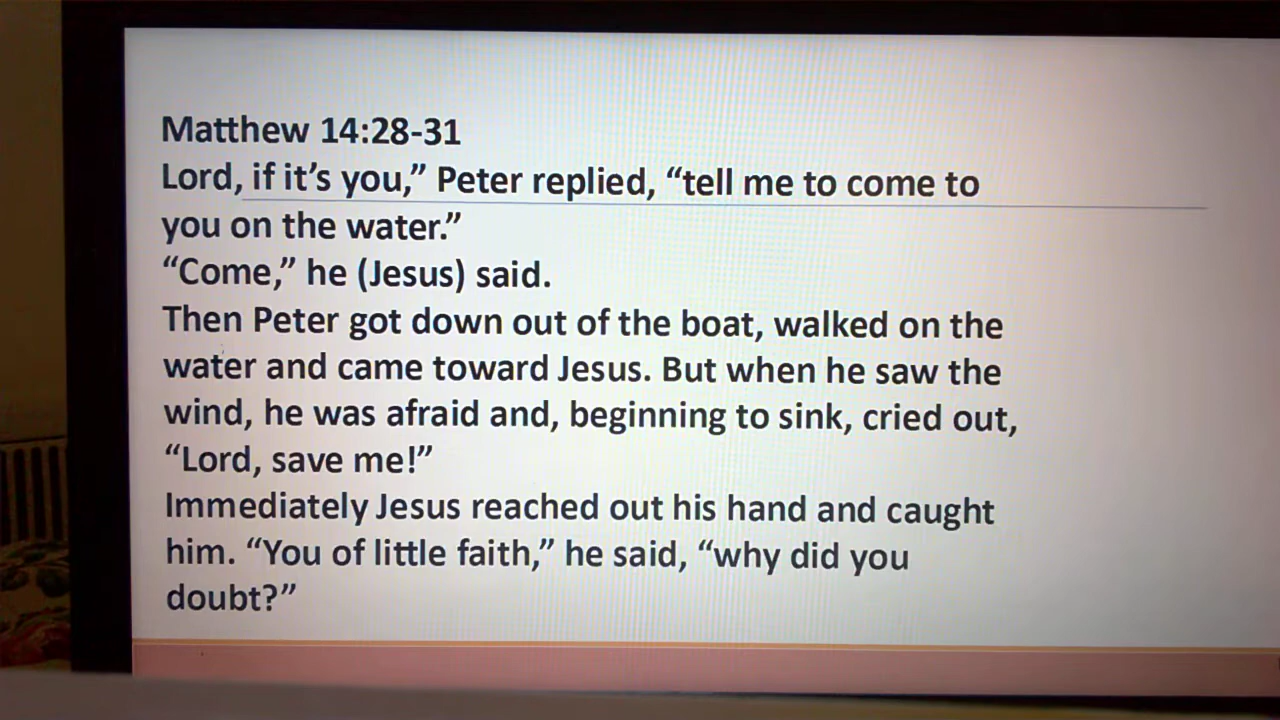 Matthew 14:28-31
Lord, if it’s you,” Peter replied, “tell me to come to
you on the water.”
“Come,” he (Jesus) said.
Then Peter got down out of the boat, walked on the
water and came toward Jesus. But when he saw the
wind, he was afraid and, beginning to sink, cried out,
“Lord, save me!”
Immediately Jesus reached out his hand and caught
him. “You of little faith,” he said, “why did you
doubt?”